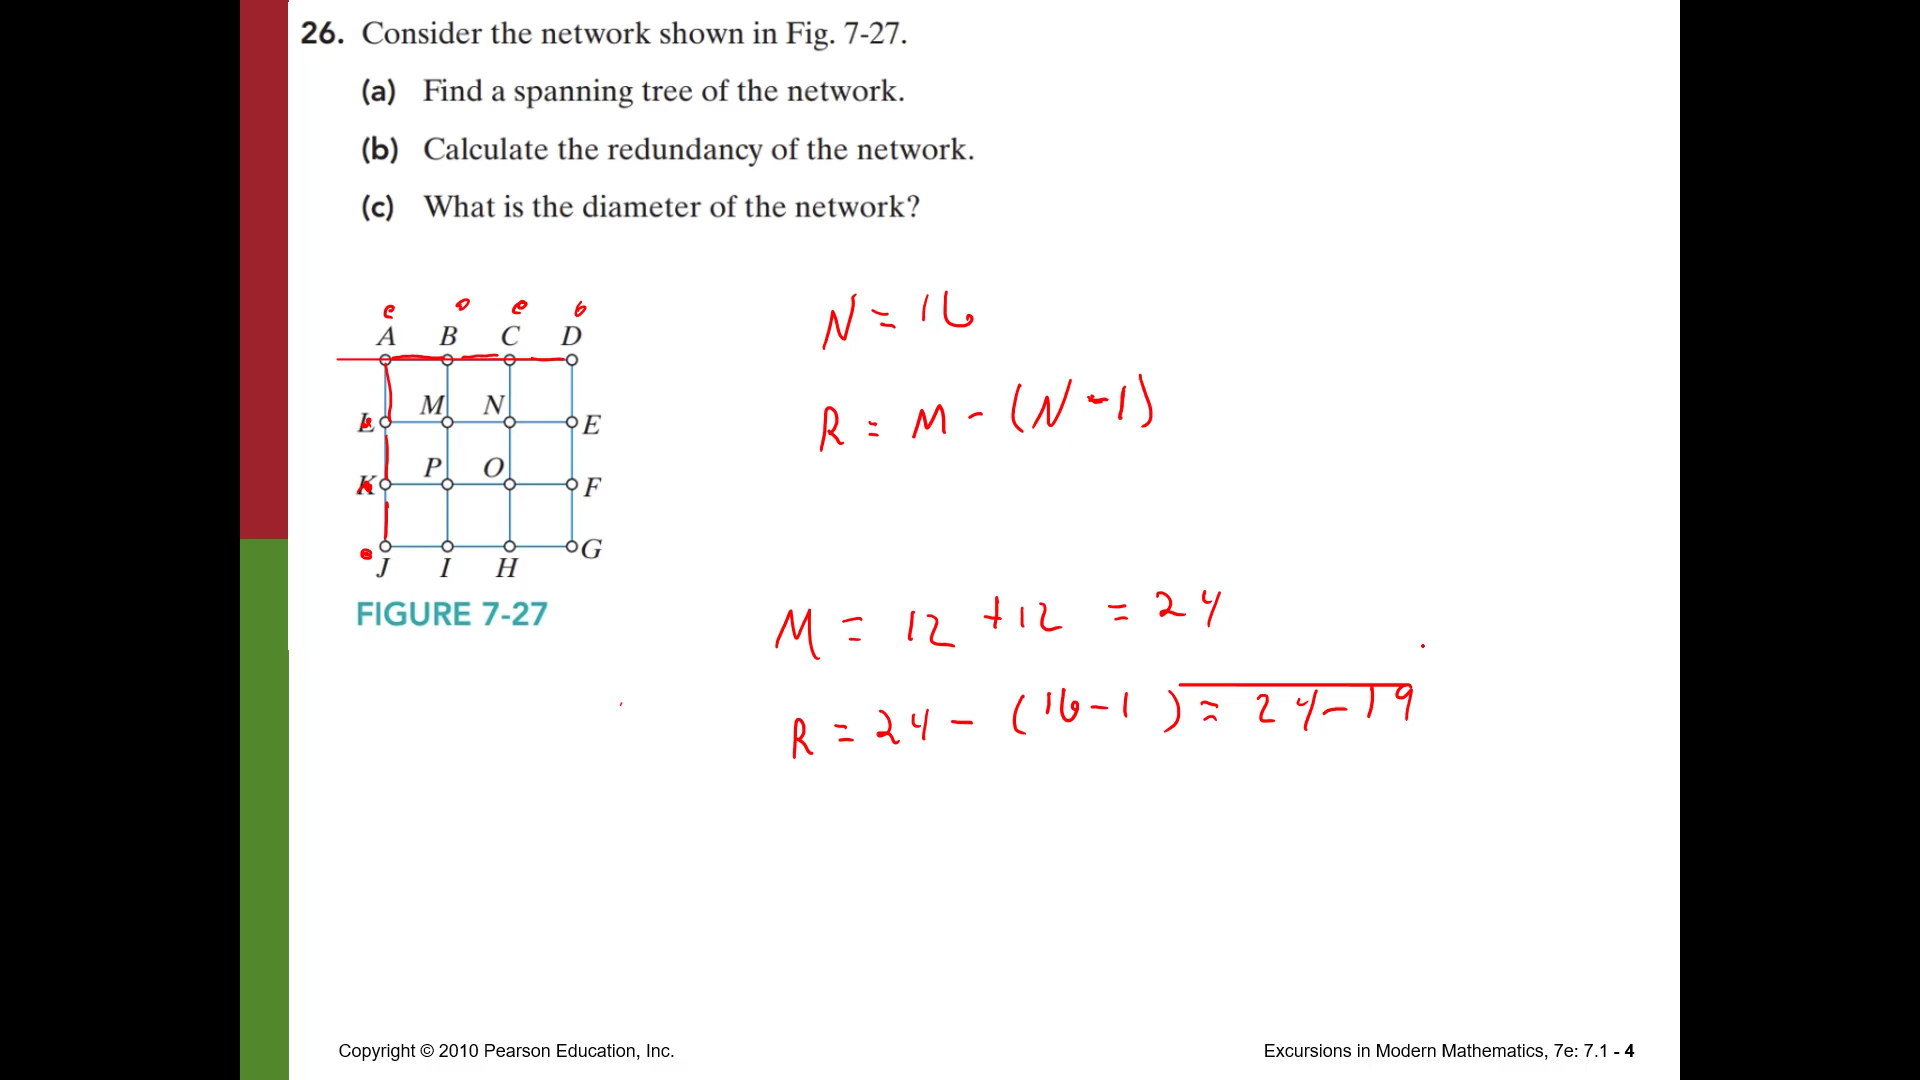 26. Consider the network shown in Fig. 7-27.
(a) Find a spanning tree of the network.
(b) Calculate the redundancy of the network.
(c) What is the diameter of the network?
e o e o
A B C D
L M N E
K P O F
J I H G
FIGURE 7-27
N = 16
R = M - (N - 1)
M = 12 + 12 = 24
R = 24 - (16 - 1) = 24 - 19
Copyright © 2010 Pearson Education, Inc.
Excursions in Modern Mathematics, 7e: 7.1 - 4